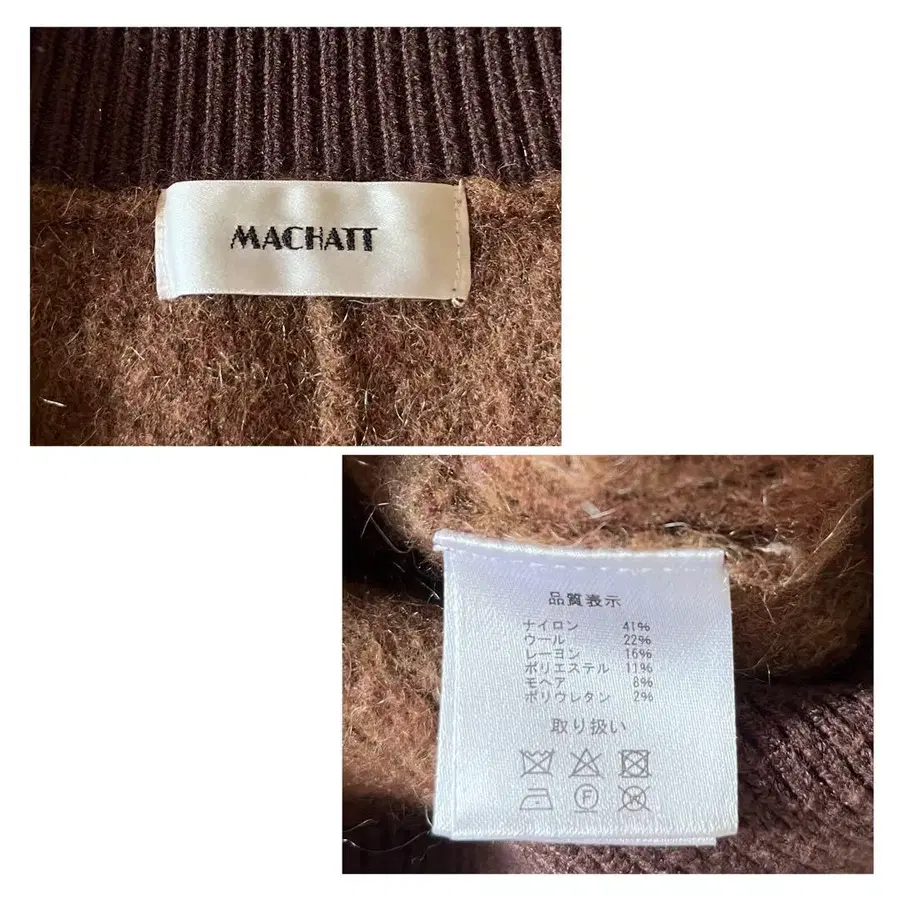 MACHATT
品質表示
ナイロン 41%
ウール 22%
レーヨン 16%
ポリエステル 11%
モヘア 8%
ポリウレタン 2%
取り扱い
F W